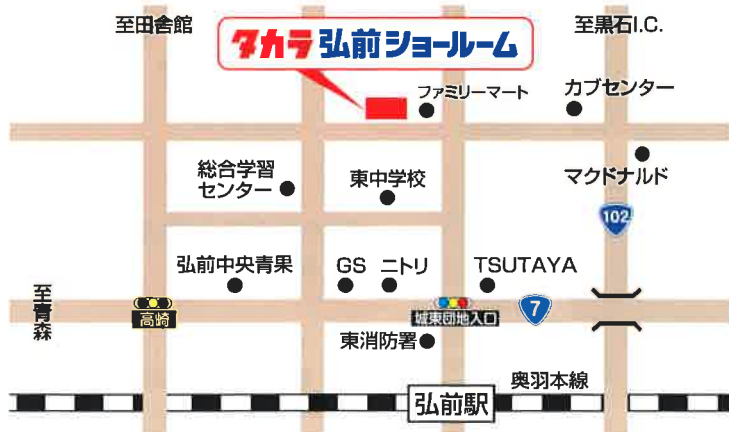 至田舎館
至黒石I.C.
タカラ 弘前ショールーム
ファミリーマート
カブセンター
総合学習
センター
東中学校
マクドナルド
102
弘前中央青果
GS
ニトリ
TSUTAYA
至青森
高崎
城東団地入口
7
東消防署
奥羽本線
弘前駅